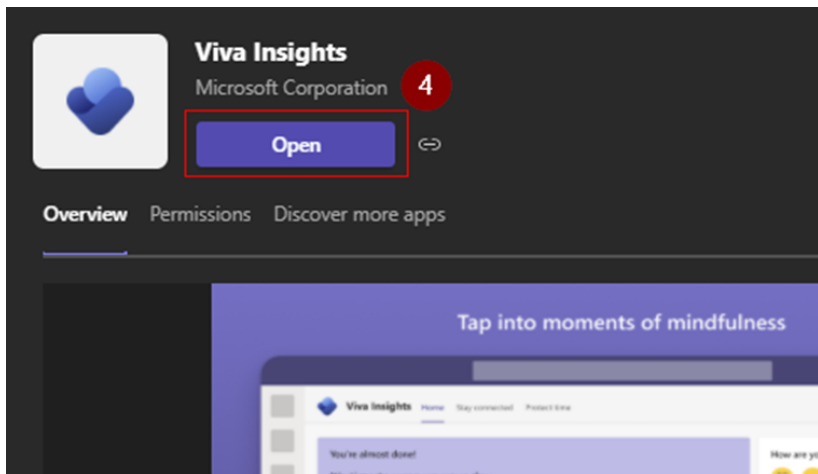 Viva Insights
Microsoft Corporation 4
Open
Overview Permissions Discover more apps
Tap into moments of mindfulness
Viva Insights Home Stay connected Protect time
You're almost done!
How are yo